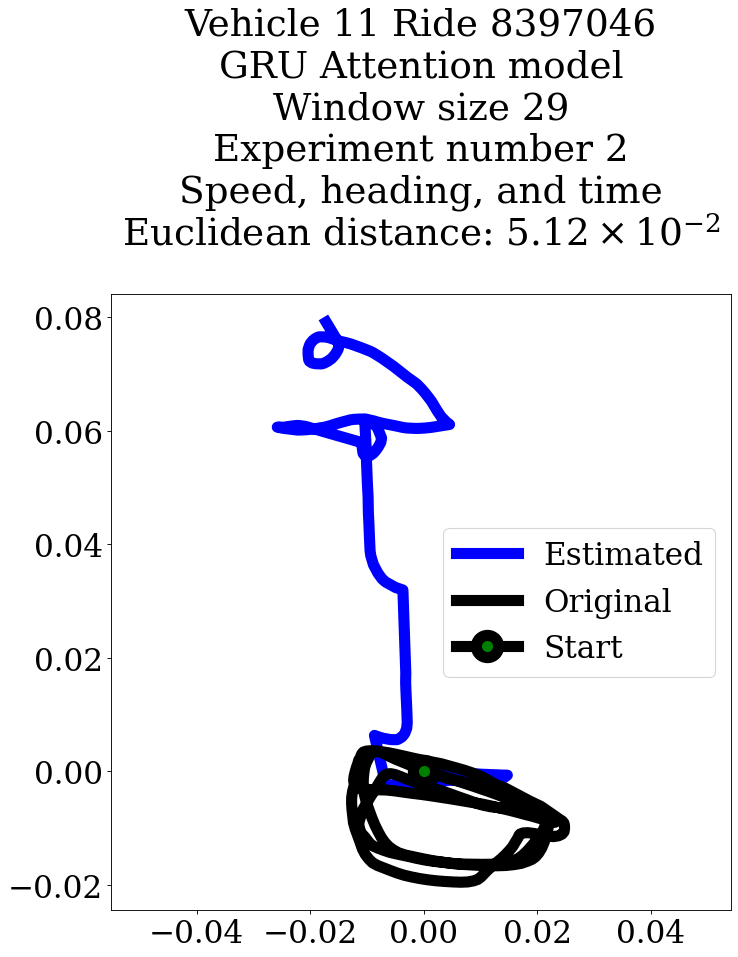 Vehicle 11 Ride 8397046
GRU Attention model
Window size 29
Experiment number 2
Speed, heading, and time
Euclidean distance: 5.12 × 10⁻²
0.08
0.06
0.04
0.02
0.00
−0.02
Estimated
Original
Start
−0.04 −0.02 0.00 0.02 0.04